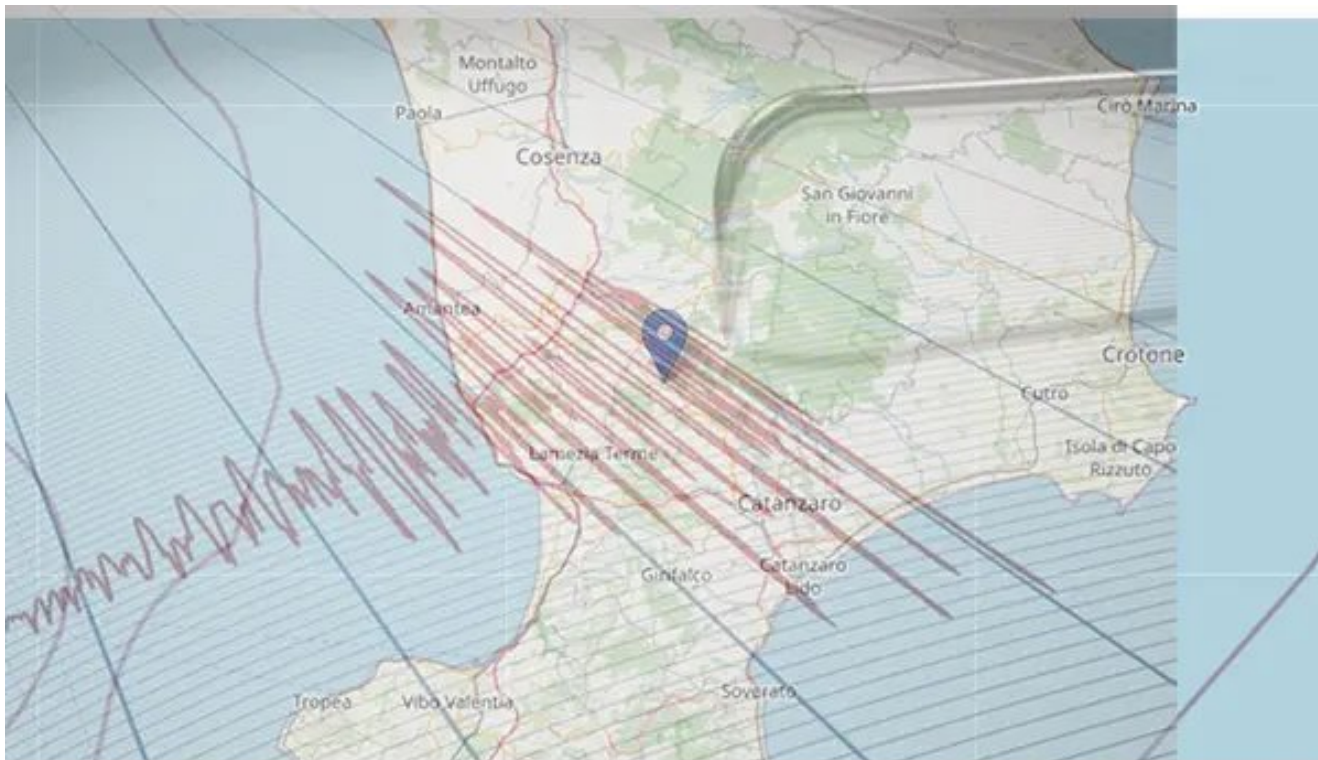 Montalto
Uffugo
Paola
Cirò Marina
Cosenza
San Giovanni
in Fiore
Amantea
Crotone
Cutro
Isola di Capo
Rizzuto
Lamezia Terme
Catanzaro
Catanzaro
Lido
Girifalco
Soverato
Tropea
Vibo Valentia